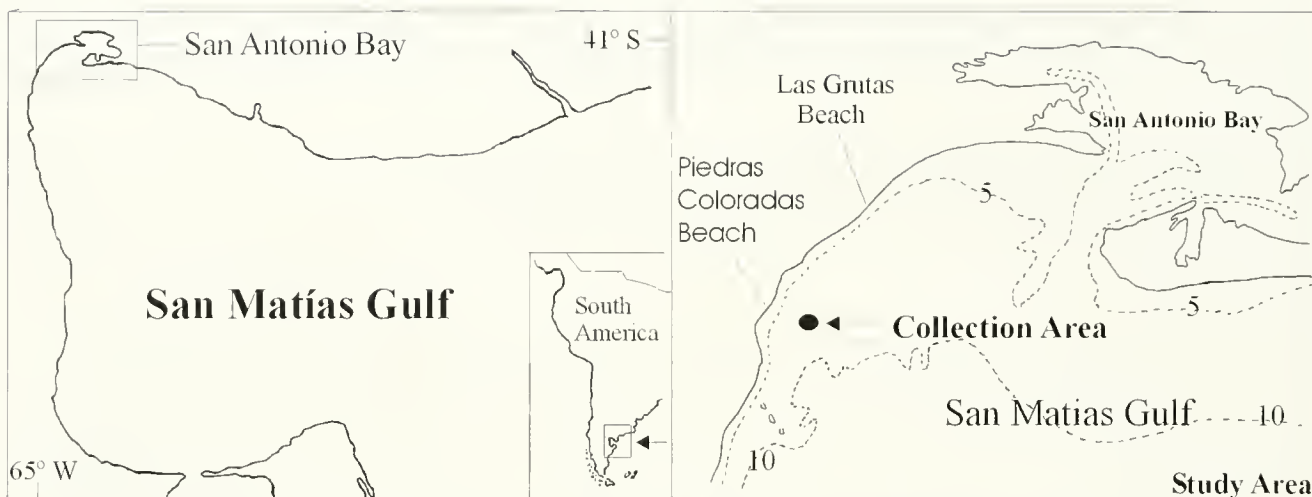 San Antonio Bay
41° S
San Matías Gulf
South
America
65° W
Las Grutas
Beach
San Antonio Bay
Piedras
Coloradas
Beach
5
5
Collection Area
San Matias Gulf
10
10
Study Area